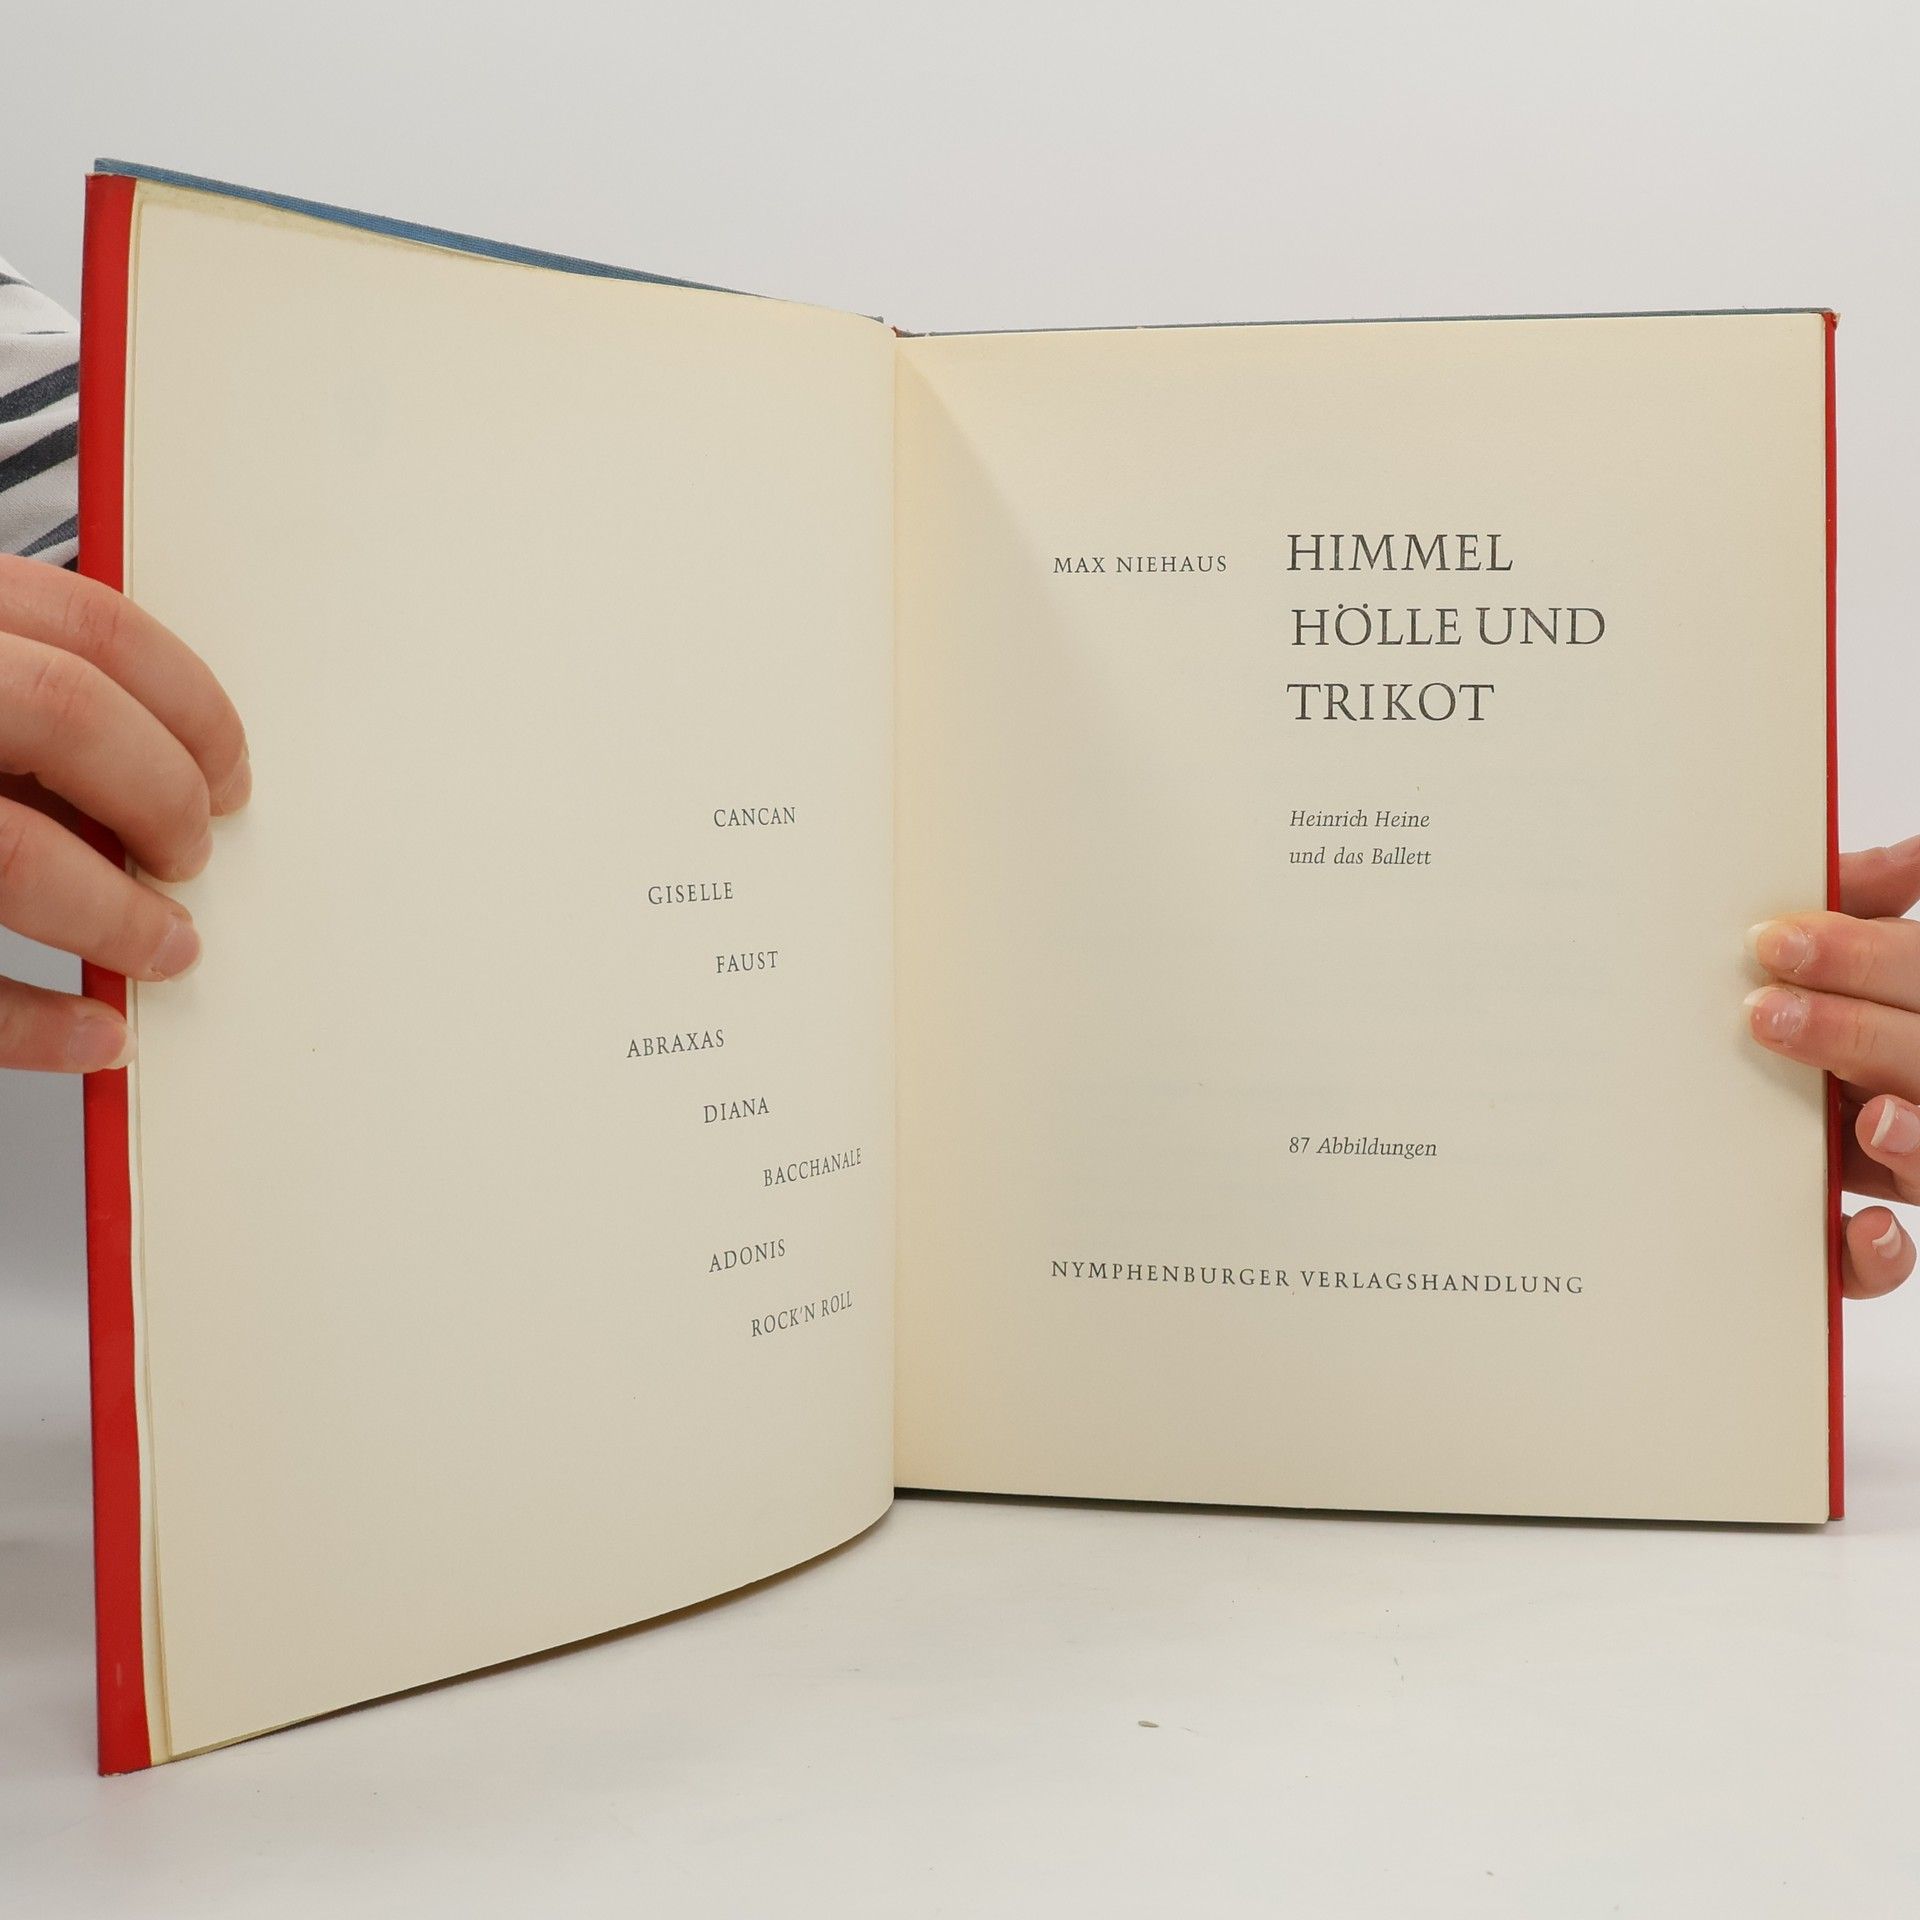 CANCAN
GISELLE
FAUST
ABRAXAS
DIANA
BACCHANALE
ADONIS
ROCK'N ROLL
MAX NIEHAUS
HIMMEL
HÖLLE UND
TRIKOT
Heinrich Heine
und das Ballett
87 Abbildungen
NYMPHENBURGER VERLAGSHANDLUNG